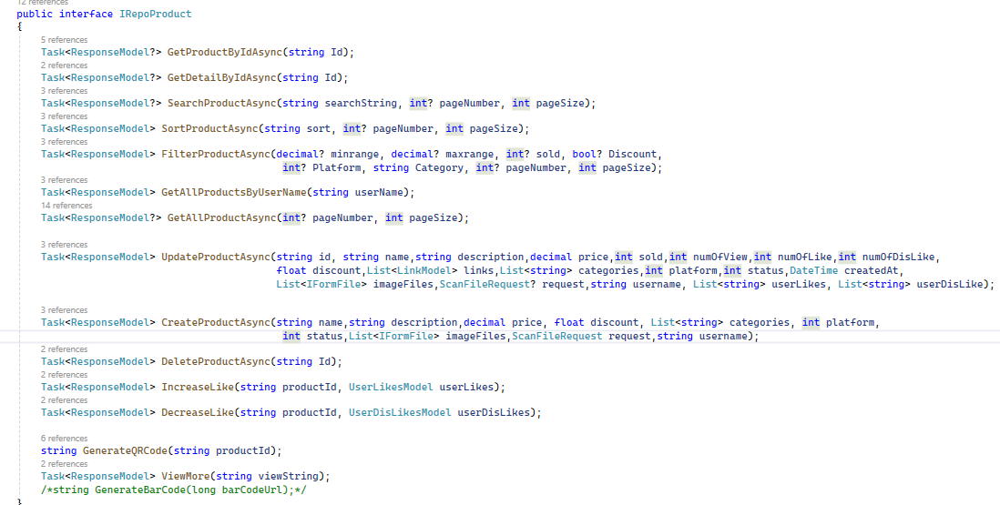 12 references
public interface IRepoProduct
{
5 references
Task<ResponseModel?> GetProductByIdAsync(string Id);
2 references
Task<ResponseModel?> GetDetailByIdAsync(string Id);
3 references
Task<ResponseModel?> SearchProductAsync(string searchString, int? pageNumber, int pageSize);
3 references
Task<ResponseModel> SortProductAsync(string sort, int? pageNumber, int pageSize);
3 references
Task<ResponseModel> FilterProductAsync(decimal? minrange, decimal? maxrange, int? sold, bool? Discount,
int? Platform, string Category, int? pageNumber, int pageSize);
3 references
Task<ResponseModel> GetAllProductsByUserName(string userName);
14 references
Task<ResponseModel?> GetAllProductAsync(int? pageNumber, int pageSize);
3 references
Task<ResponseModel> UpdateProductAsync(string id, string name,string description,decimal price,int sold,int numOfView,int numOfLike,int numOfDisLike,
float discount,List<LinkModel> links,List<string> categories,int platform,int status,DateTime createdAt,
List<IFormFile> imageFiles,ScanFileRequest? request,string username, List<string> userLikes, List<string> userDisLike);
3 references
Task<ResponseModel> CreateProductAsync(string name,string description,decimal price, float discount, List<string> categories, int platform,
int status,List<IFormFile> imageFiles,ScanFileRequest request,string username);
2 references
Task<ResponseModel> DeleteProductAsync(string Id);
2 references
Task<ResponseModel> IncreaseLike(string productId, UserLikesModel userLikes);
2 references
Task<ResponseModel> DecreaseLike(string productId, UserDisLikesModel userDisLikes);
6 references
string GenerateQRCode(string productId);
2 references
Task<ResponseModel> ViewMore(string viewString);
/*string GenerateBarCode(long barCodeUrl);*/
}